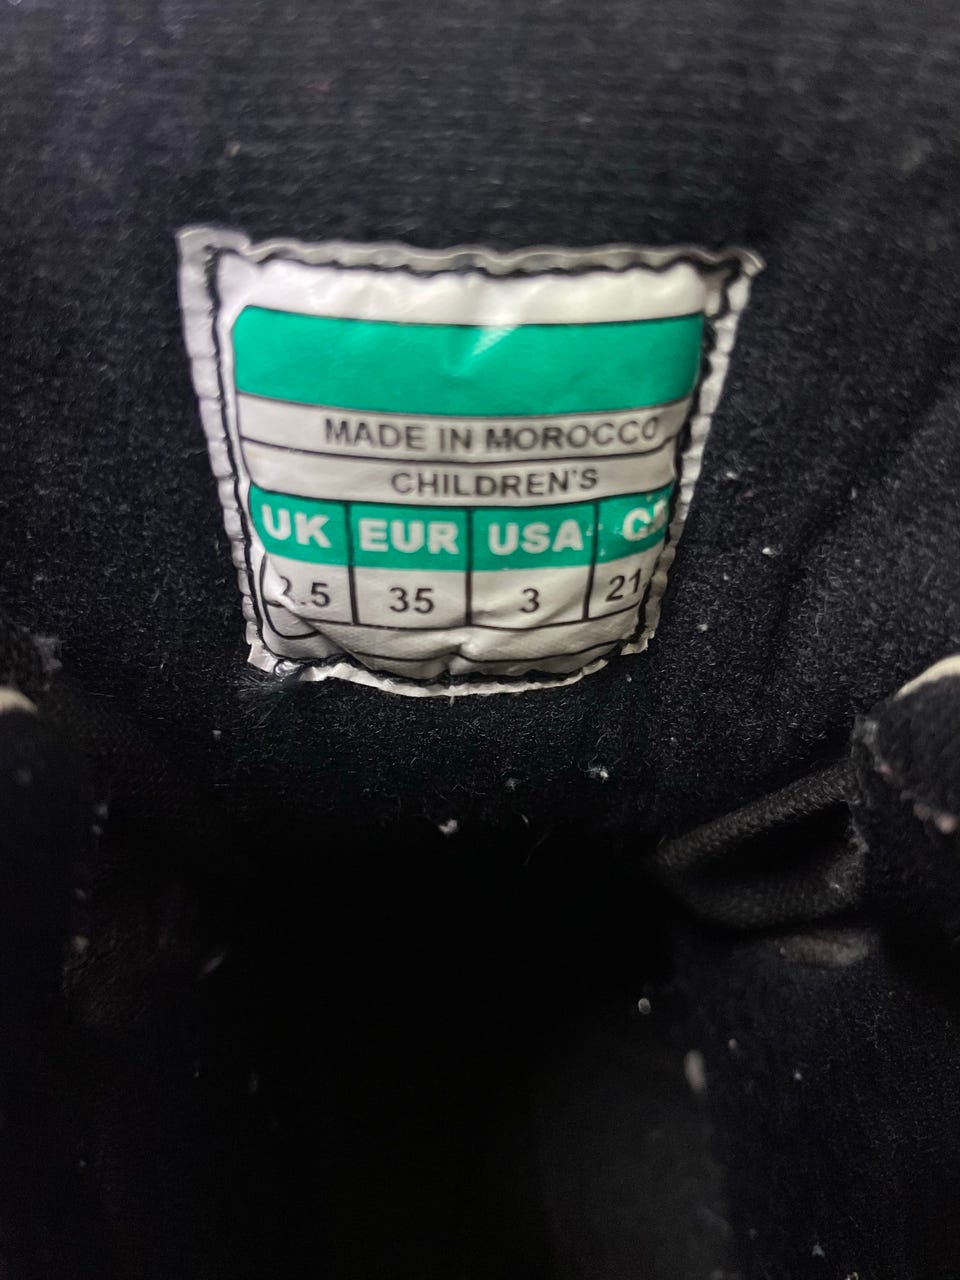 MADE IN MOROCCO
CHILDREN'S
UK EUR USA
2.5 35 3 21